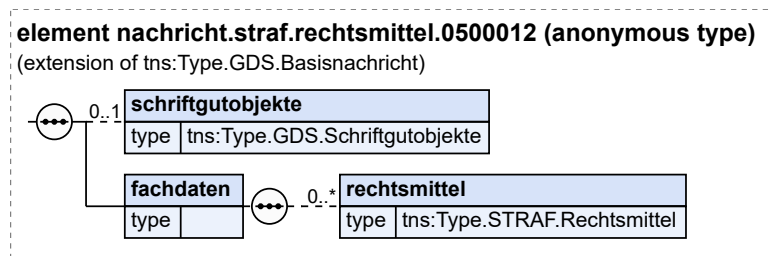 element nachricht.straf.rechtsmittel.0500012 (anonymous type)
(extension of tns:Type.GDS.Basisnachricht)
0..1 schriftgutobjekte
type tns:Type.GDS.Schriftgutobjekte
fachdaten 0..* rechtsmittel
type type tns:Type.STRAF.Rechtsmittel